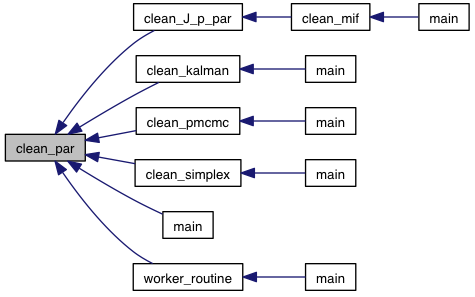 clean_J_p_par clean_mif main
clean_kalman main
clean_pmcmc main
clean_par
clean_simplex main
main
worker_routine main